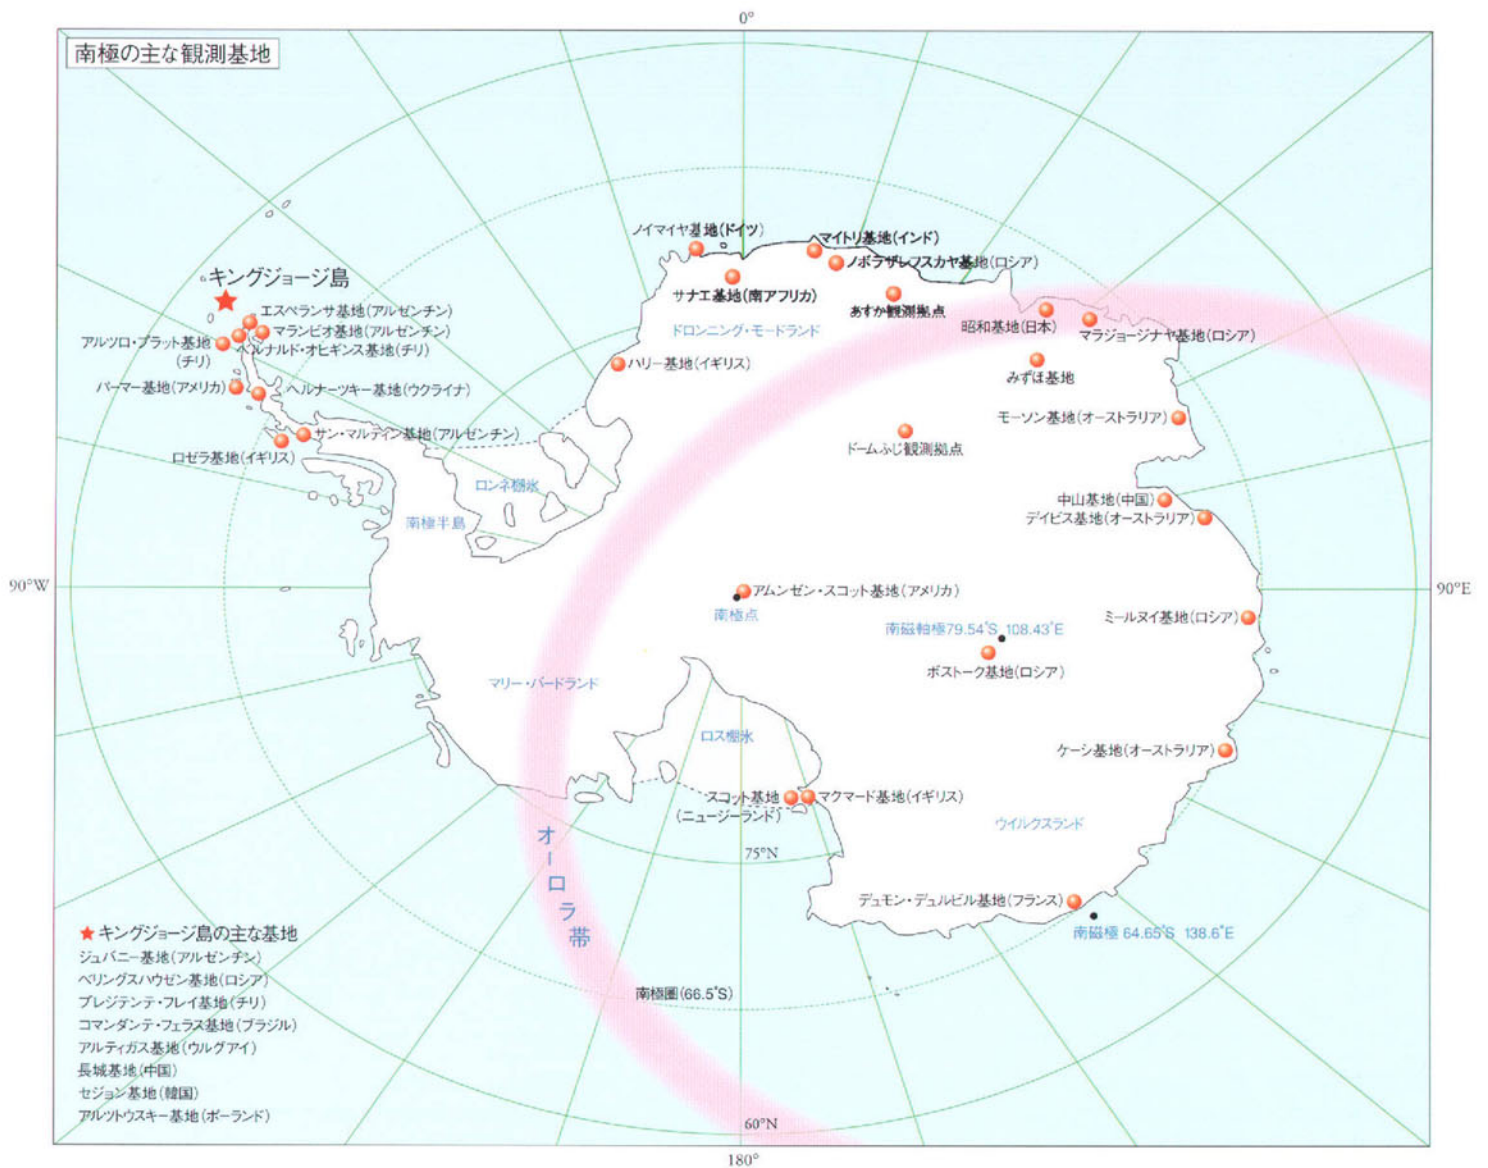 0°
南極の主な観測基地
ノイマイヤ基地(ドイツ)
マイトリ基地(インド)
ノボラザレフスカヤ基地(ロシア)
キングジョージ島
サナエ基地(南アフリカ)
あすか観測拠点
エスペランサ基地(アルゼンチン)
マランビオ基地(アルゼンチン)
ドロンニング・モードランド
昭和基地(日本)
マラジョージナヤ基地(ロシア)
アルツロ・プラット基地
(チリ)
ベルナルド・オヒギンス基地(チリ)
ハリー基地(イギリス)
みずほ基地
パーマー基地(アメリカ)
ベルナーツキー基地(ウクライナ)
モーソン基地(オーストラリア)
サン・マルティン基地(アルゼンチン)
ドームふじ観測拠点
ロゼラ基地(イギリス)
ロンネ棚氷
中山基地(中国)
デイビス基地(オーストラリア)
南極半島
90°W
90°E
アムンゼン・スコット基地(アメリカ)
南極点
ミールヌイ基地(ロシア)
南磁軸極79.54°S 108.43°E
ボストーク基地(ロシア)
マリー・バードランド
ロス棚氷
ケーシ基地(オーストラリア)
スコット基地
(ニュージーランド)
マクマード基地(イギリス)
ウイルクスランド
オーロラ帯
75°N
デュモン・デュルビル基地(フランス)
南磁極 64.65°S 138.6°E
南極圏(66.5°S)
★キングジョージ島の主な基地
ジュバニー基地(アルゼンチン)
ベリングスハウゼン基地(ロシア)
プレジテンテ・フレイ基地(チリ)
コマンダンテ・フェラス基地(ブラジル)
アルティガス基地(ウルグアイ)
長城基地(中国)
セジョン基地(韓国)
アルツトウスキー基地(ポーランド)
60°N
180°